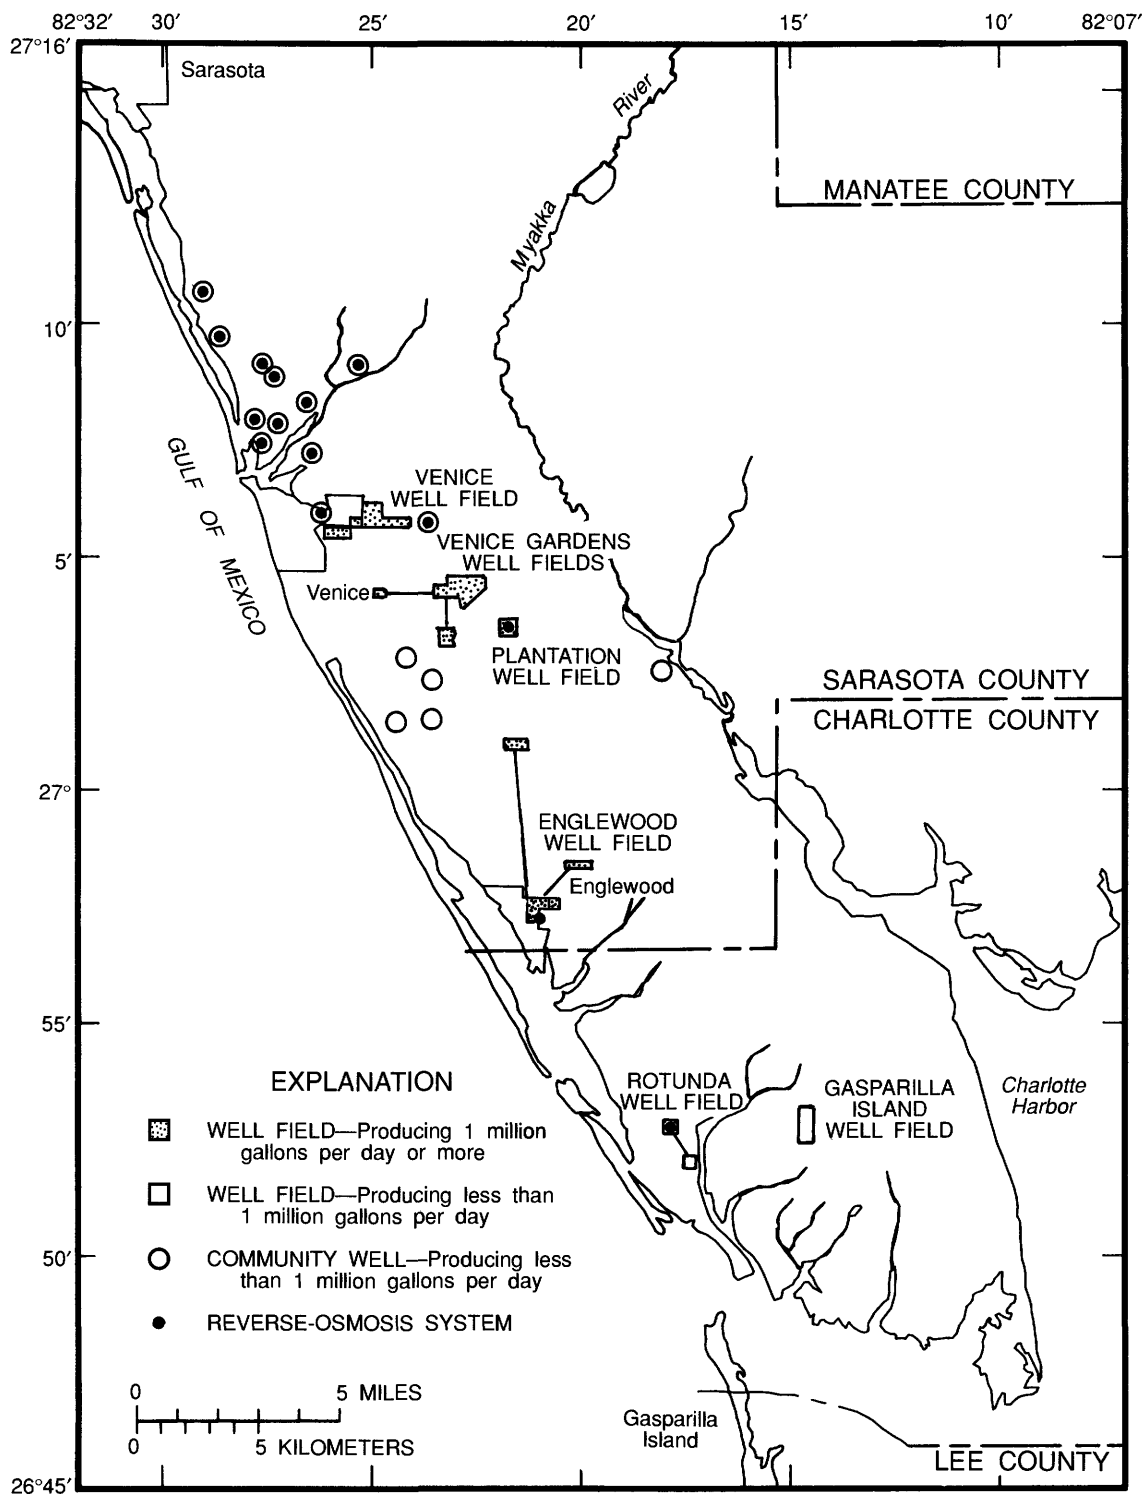 82°32′ 30′ 25′ 20′ 15′ 10′ 82°07′
27°16′
Sarasota
River
Myakka
MANATEE COUNTY
10′
GULF OF MEXICO
VENICE
WELL FIELD
5′
VENICE GARDENS
WELL FIELDS
Venice
PLANTATION
WELL FIELD
SARASOTA COUNTY
CHARLOTTE COUNTY
27°
ENGLEWOOD
WELL FIELD
Englewood
55′
ROTUNDA
WELL FIELD
GASPARILLA
ISLAND
WELL FIELD
Charlotte
Harbor
EXPLANATION
WELL FIELD—Producing 1 million
gallons per day or more
WELL FIELD—Producing less than
1 million gallons per day
50′
COMMUNITY WELL—Producing less
than 1 million gallons per day
REVERSE-OSMOSIS SYSTEM
0 5 MILES
0 5 KILOMETERS
Gasparilla
Island
LEE COUNTY
26°45′